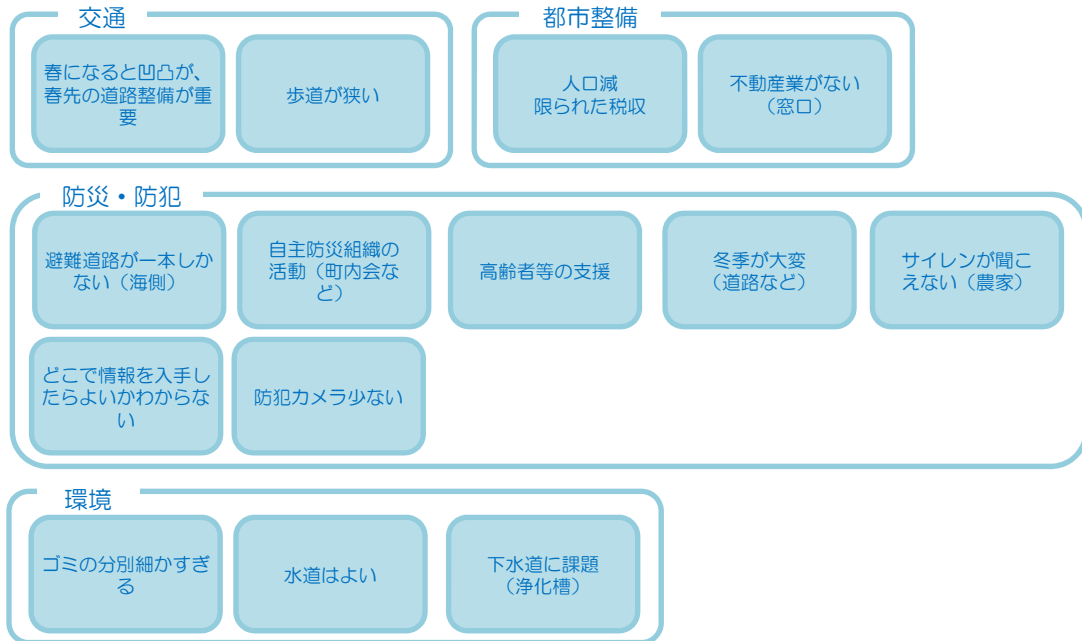 交通
春になると凹凸が、
春先の道路整備が重
要
歩道が狭い
都市整備
人口減
限られた税収
不動産業がない
（窓口）
防災・防犯
避難道路が一本しか
ない（海側）
自主防災組織の
活動（町内会な
ど）
高齢者等の支援
冬季が大変
（道路など）
サイレンが聞こ
えない（農家）
どこで情報を入手し
たらよいかわからな
い
防犯カメラ少ない
環境
ゴミの分別細かすぎ
る
水道はよい
下水道に課題
（浄化槽）